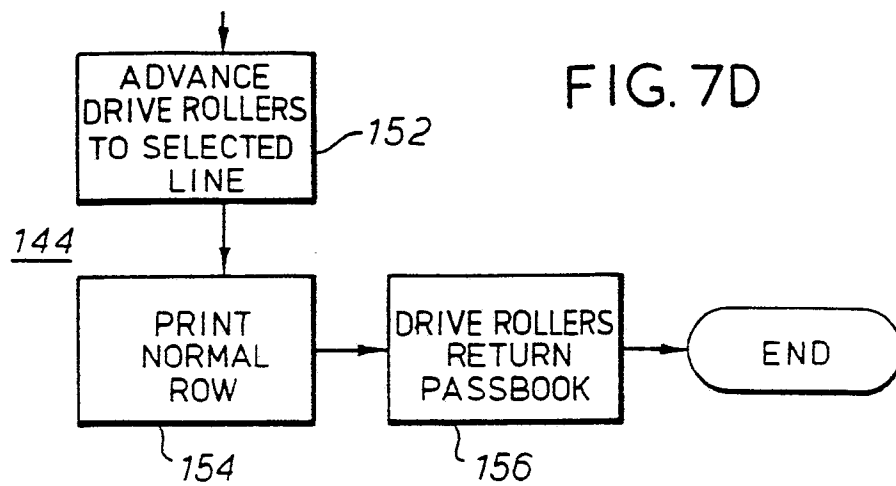 ADVANCE
DRIVE ROLLERS
TO SELECTED
LINE
152
FIG. 7D
144
PRINT
NORMAL
ROW
154
DRIVE ROLLERS
RETURN
PASSBOOK
156
END